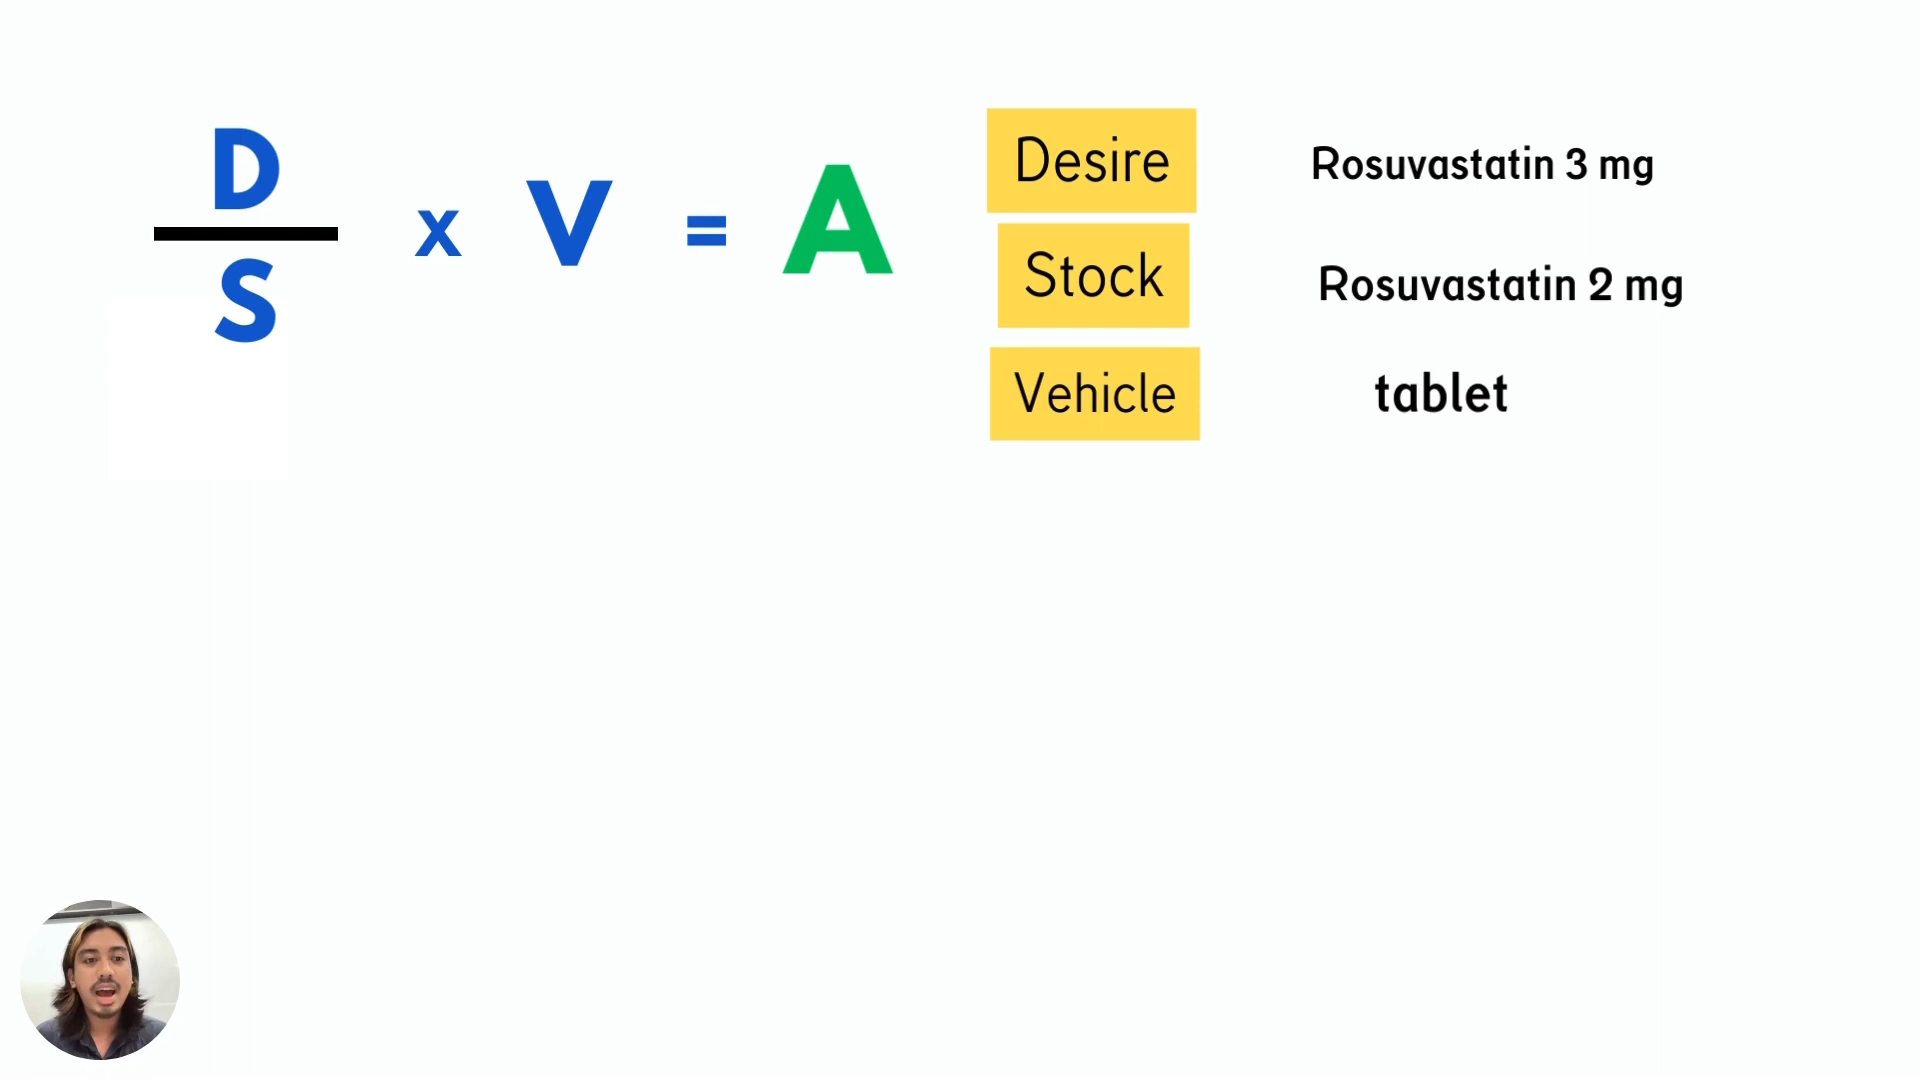 D
S
x V = A
Desire Rosuvastatin 3 mg
Stock Rosuvastatin 2 mg
Vehicle tablet